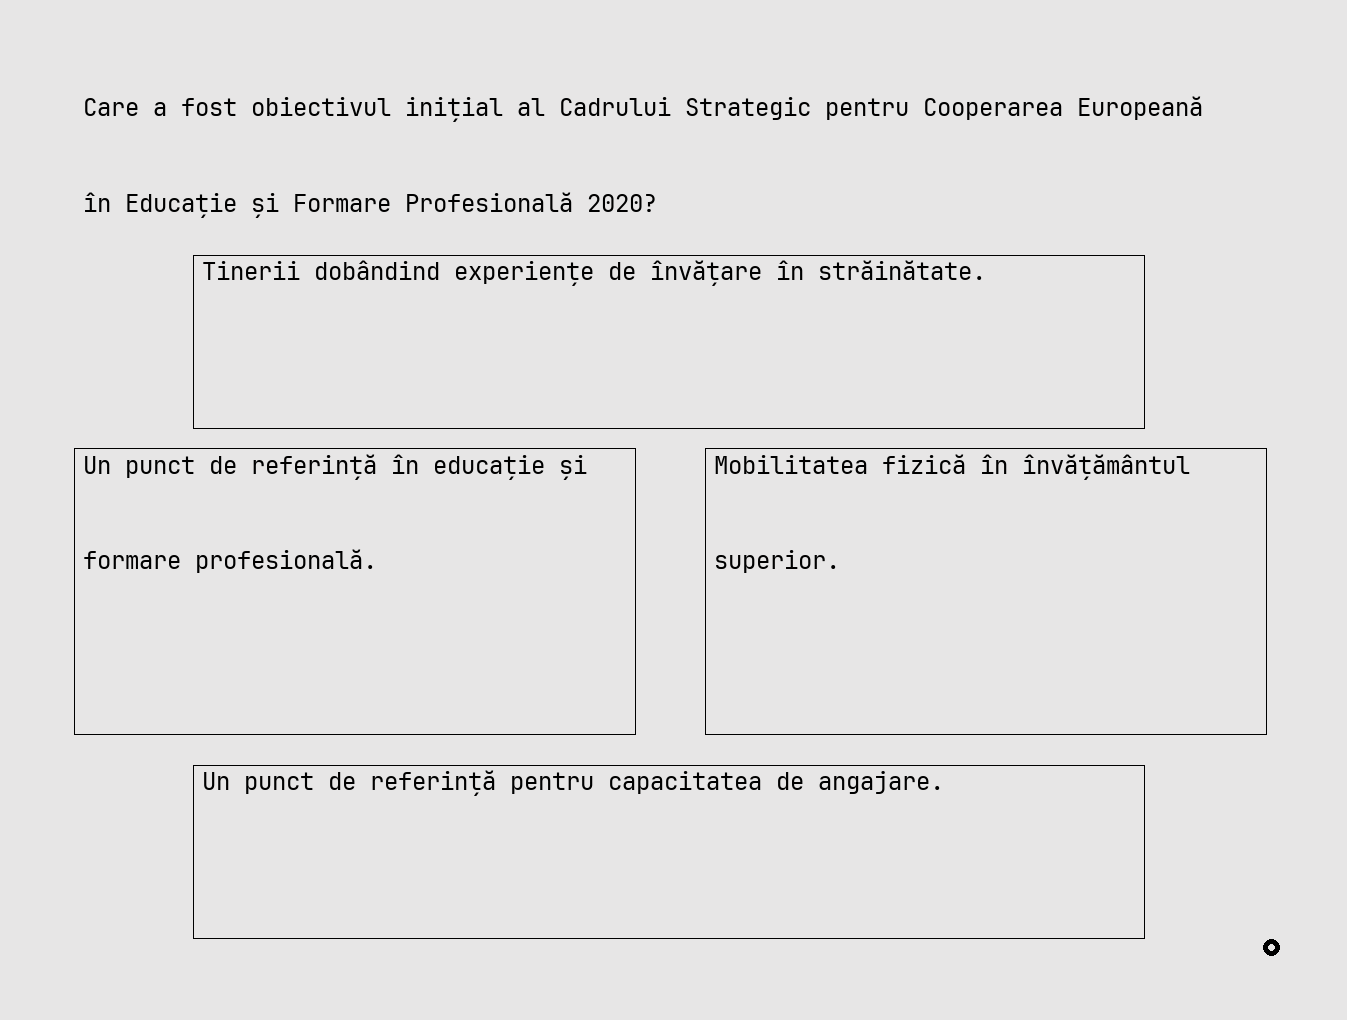 Care a fost obiectivul inițial al Cadrului Strategic pentru Cooperarea Europeană
în Educație și Formare Profesională 2020?
Tinerii dobândind experiențe de învățare în străinătate.
Un punct de referință în educație și
formare profesională.
Mobilitatea fizică în învățământul
superior.
Un punct de referință pentru capacitatea de angajare.